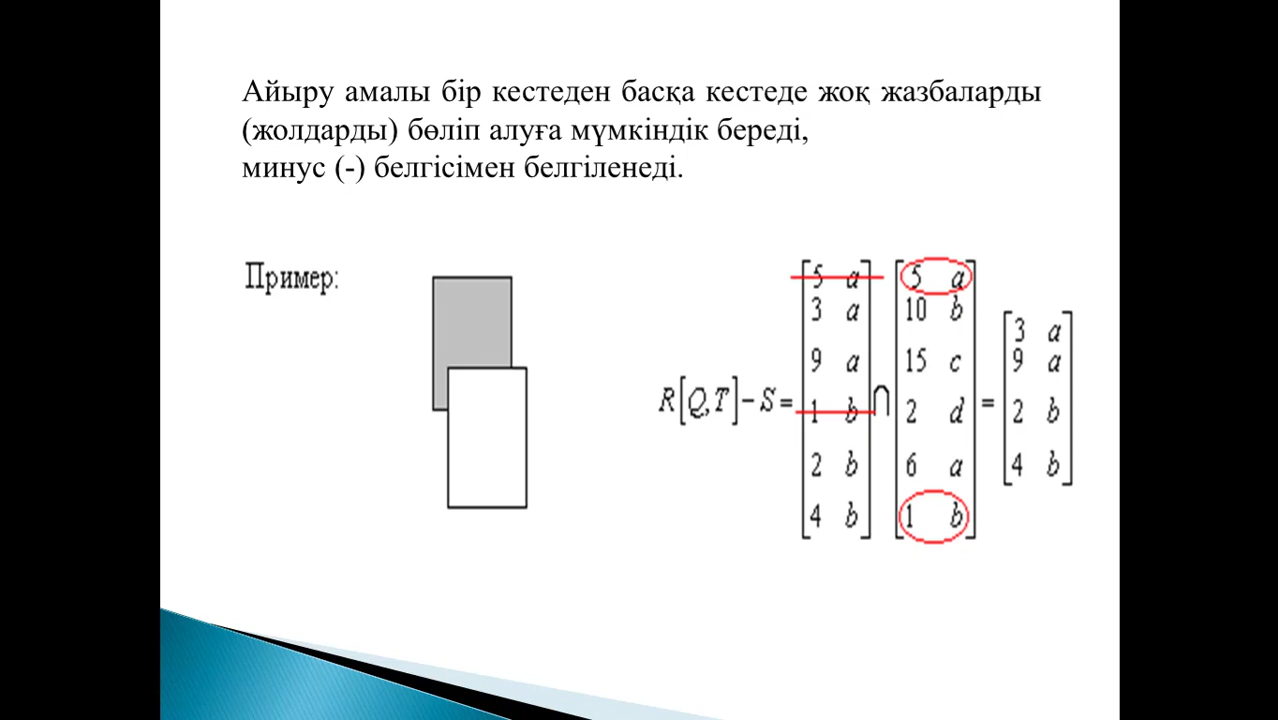 Айыру амалы бір кестеден басқа кестеде жоқ жазбаларды
(жолдарды) бөліп алуға мүмкіндік береді,
минус (-) белгісімен белгіленеді.
Пример:
R[Q,T]-S= [5 a; 3 a; 9 a; 1 b; 2 b; 4 b] ∩ [5 a; 10 b; 15 c; 2 d; 6 a; 1 b] = [3 a; 9 a; 2 b; 4 b]